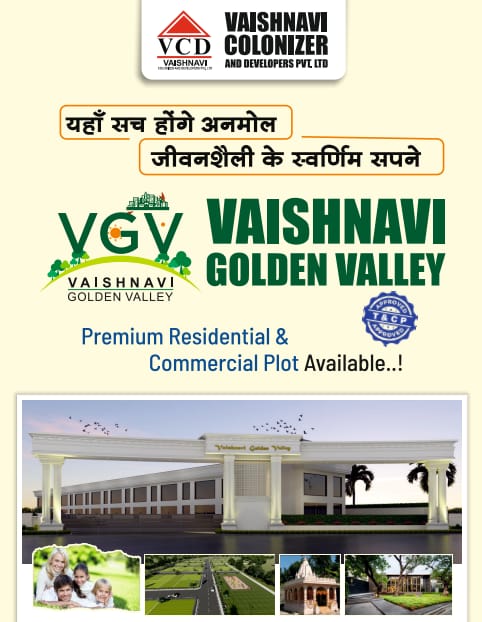 VCD
VAISHNAVI
VAISHNAVI
COLONIZER
AND DEVELOPERS PVT. LTD
यहाँ सच होंगे अनमोल
जीवनशैली के स्वर्णिम सपने
VGV
VAISHNAVI
GOLDEN VALLEY
VAISHNAVI
GOLDEN VALLEY
APPROVED
T & CP
APPROVED
Premium Residential &
Commercial Plot Available..!
Vaishnavi Golden Valley